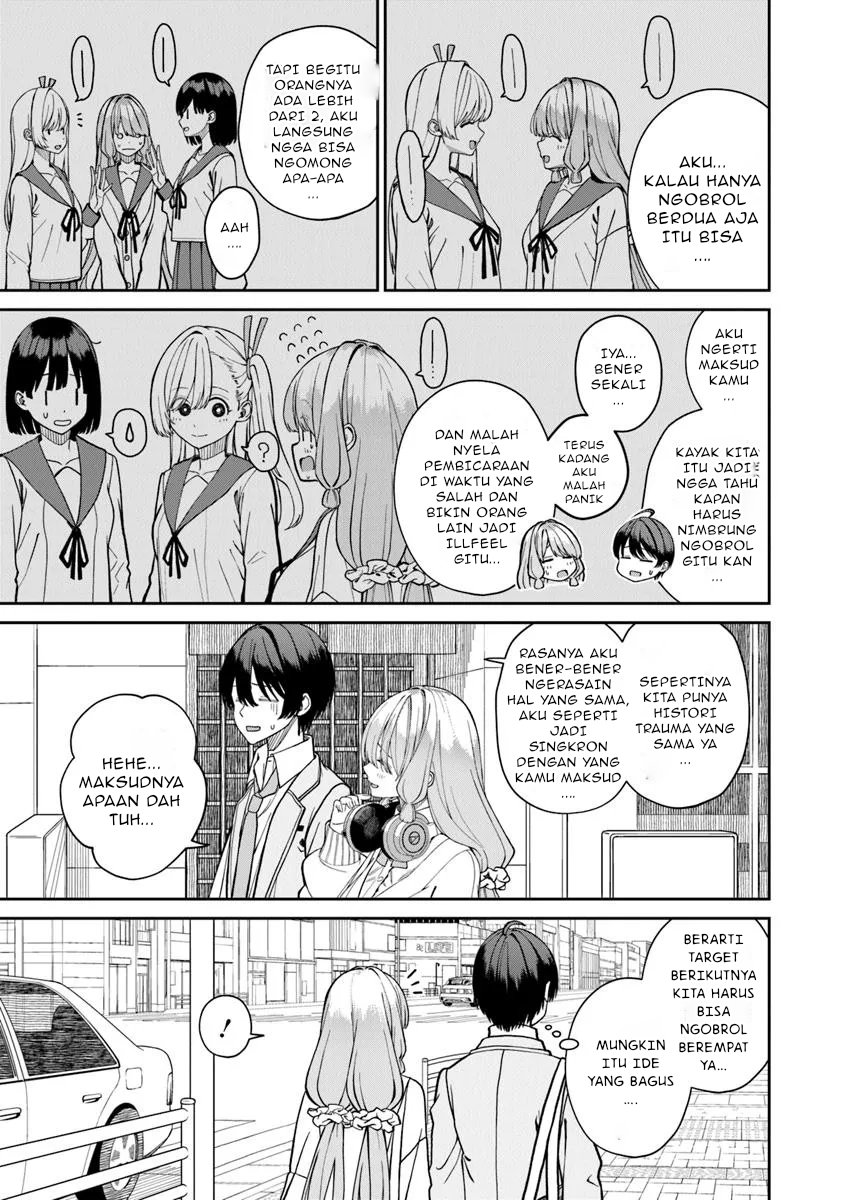 AKU...
KALAU HANYA
NGOBROL
BERDUA AJA
ITU BISA
....
TAPI BEGITU
ORANGNYA
ADA LEBIH
DARI 2, AKU
LANGSUNG
NGGA BISA
NGOMONG
APA-APA
...
AAH
....
AKU
NGERTI
MAKSUD
KAMU
...
KAYAK KITA
ITU JADI
NGGA TAHU
KAPAN
HARUS
NIMBRUNG
NGOBROL
GITU KAN
...
IYA...
BENER
SEKALI
...
TERUS
KADANG
AKU
MALAH
PANIK
DAN MALAH
NYELA
PEMBICARAAN
DI WAKTU YANG
SALAH DAN
BIKIN ORANG
LAIN JADI
ILLFEEL
GITU...
?
SEPERTINYA
KITA PUNYA
HISTORI
TRAUMA YANG
SAMA YA
...
RASANYA AKU
BENER-BENER
NGERASAIN
HAL YANG SAMA,
AKU SEPERTI
JADI
SINGKRON
DENGAN YANG
KAMU MAKSUD
....
HEHE...
MAKSUDNYA
APAAN DAH
TUH...
BERARTI
TARGET
BERIKUTNYA
KITA HARUS
BISA
NGOBROL
BEREMPAT
YA...
MUNGKIN
ITU IDE
YANG BAGUS
....
!